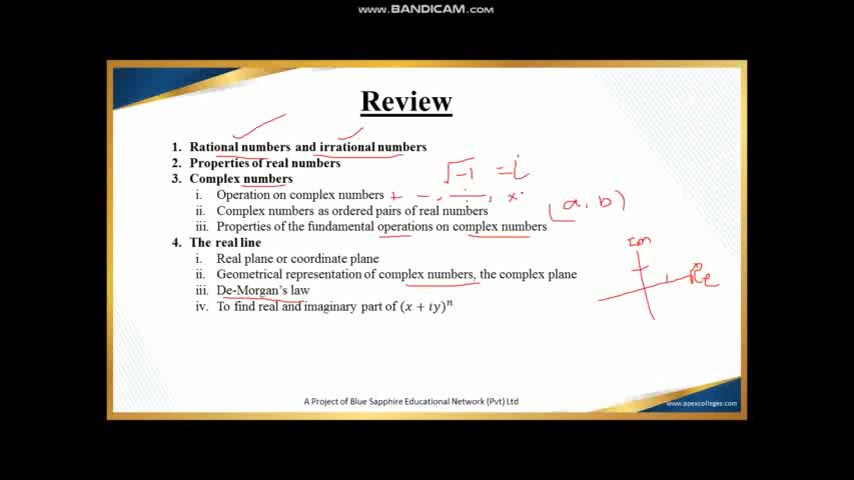 www.BANDICAM.com
Review
1. Rational numbers and irrational numbers
2. Properties of real numbers
3. Complex numbers
√-1 = i
i. Operation on complex numbers + -, ÷, ×
ii. Complex numbers as ordered pairs of real numbers
(a, b)
iii. Properties of the fundamental operations on complex numbers
4. The real line
Im
i. Real plane or coordinate plane
ii. Geometrical representation of complex numbers, the complex plane
Re
iii. De-Morgan's law
iv. To find real and imaginary part of (x + iy)ⁿ
A Project of Blue Sapphire Educational Network (Pvt) Ltd
www.apexcolleges.com